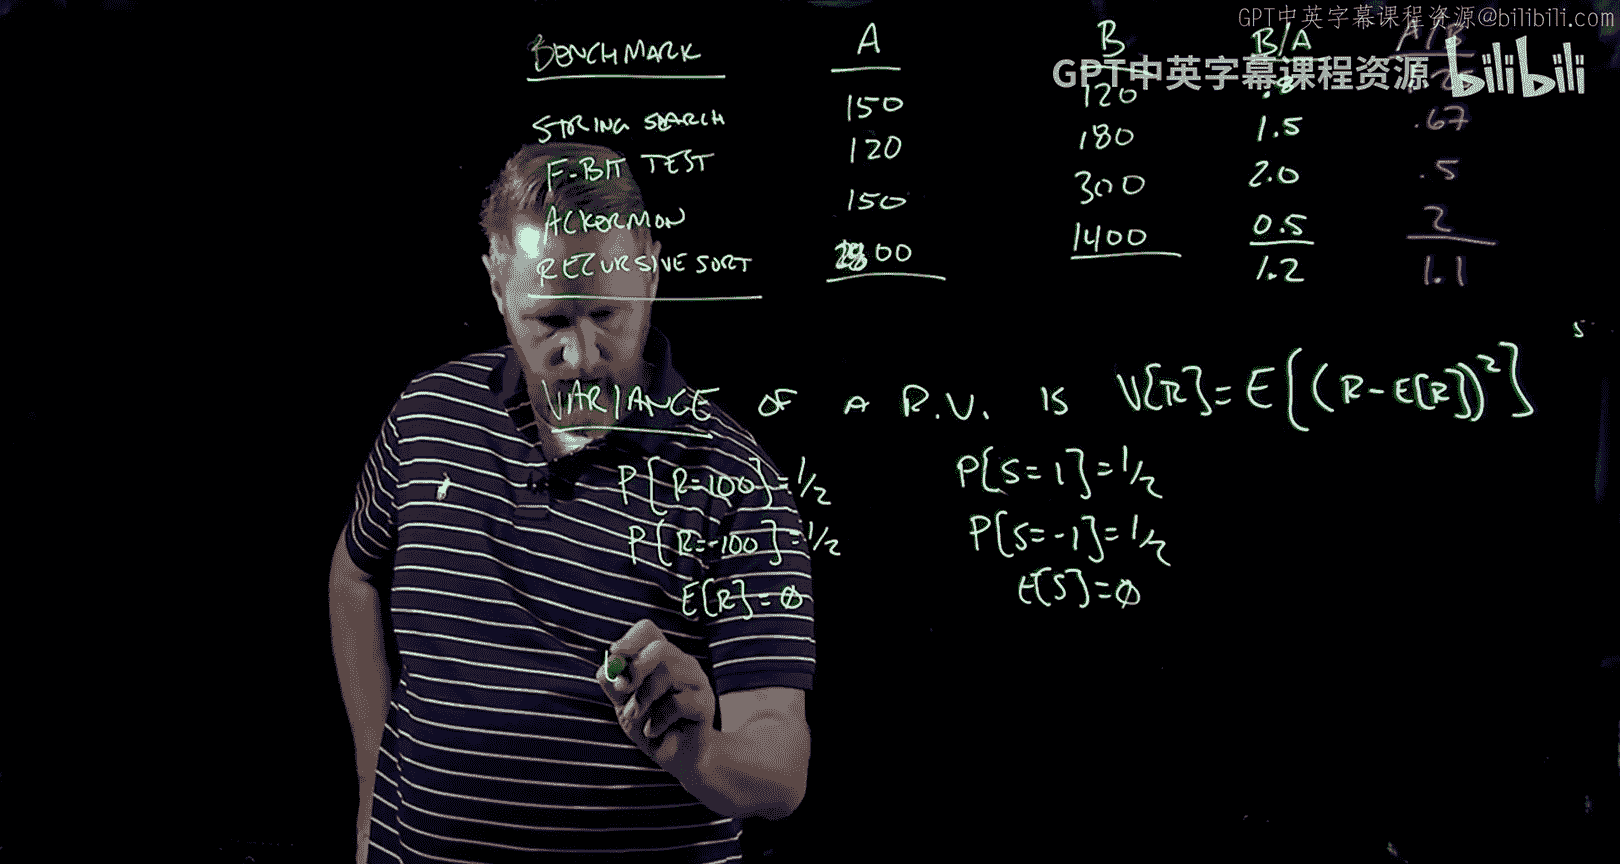 GPT中英字幕课程资源@bilibili.com
GPT中英字幕课程资源 bilibili
BENCHMARK A B B/A A/B
STRING SEARCH 150 120 .8
F-BIT TEST 120 180 1.5 .67
ACKERMON 150 300 2.0 .5
RECURSIVE SORT 2800 1400 0.5 2
1.2 1.1
VARIANCE OF A R.V. IS V[R]=E[(R-E[R])²]
P[R=100]=1/2 P[S=1]=1/2
P[R=-100]=1/2 P[S=-1]=1/2
E[R]=∅ E[S]=∅